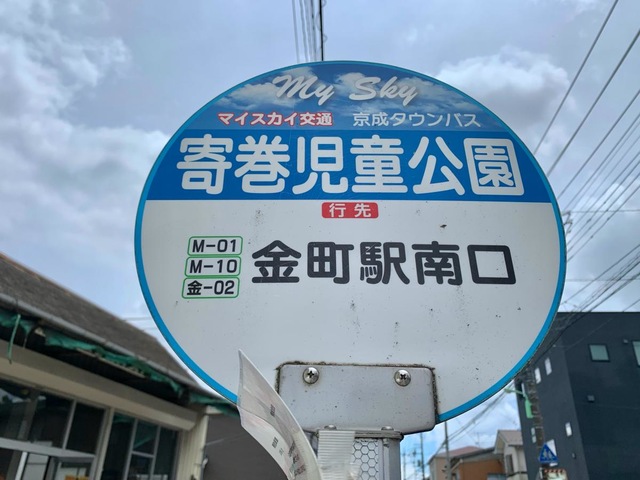 My Sky
マイスカイ交通 京成タウンバス
寄巻児童公園
行先
M-01
M-10
金-02
金町駅南口